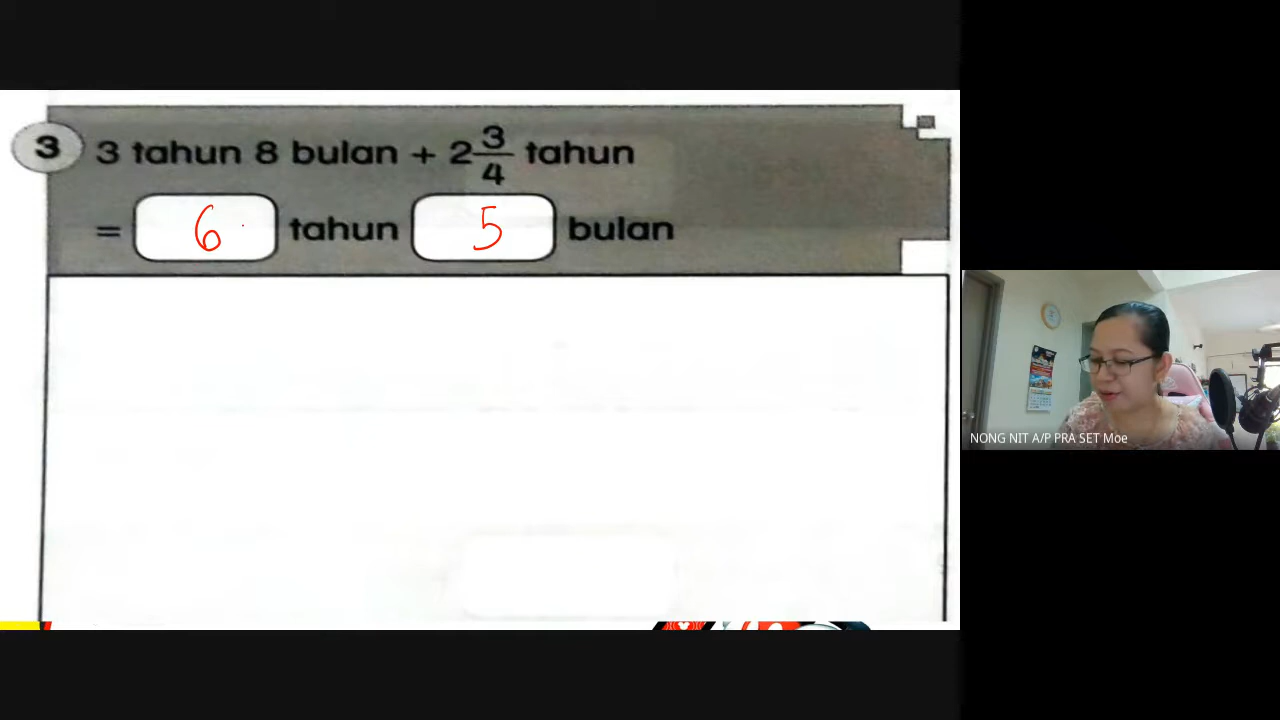 3 3 tahun 8 bulan + 2 3/4 tahun
= 6 tahun 5 bulan
NONG NIT A/P PRA SET Moe